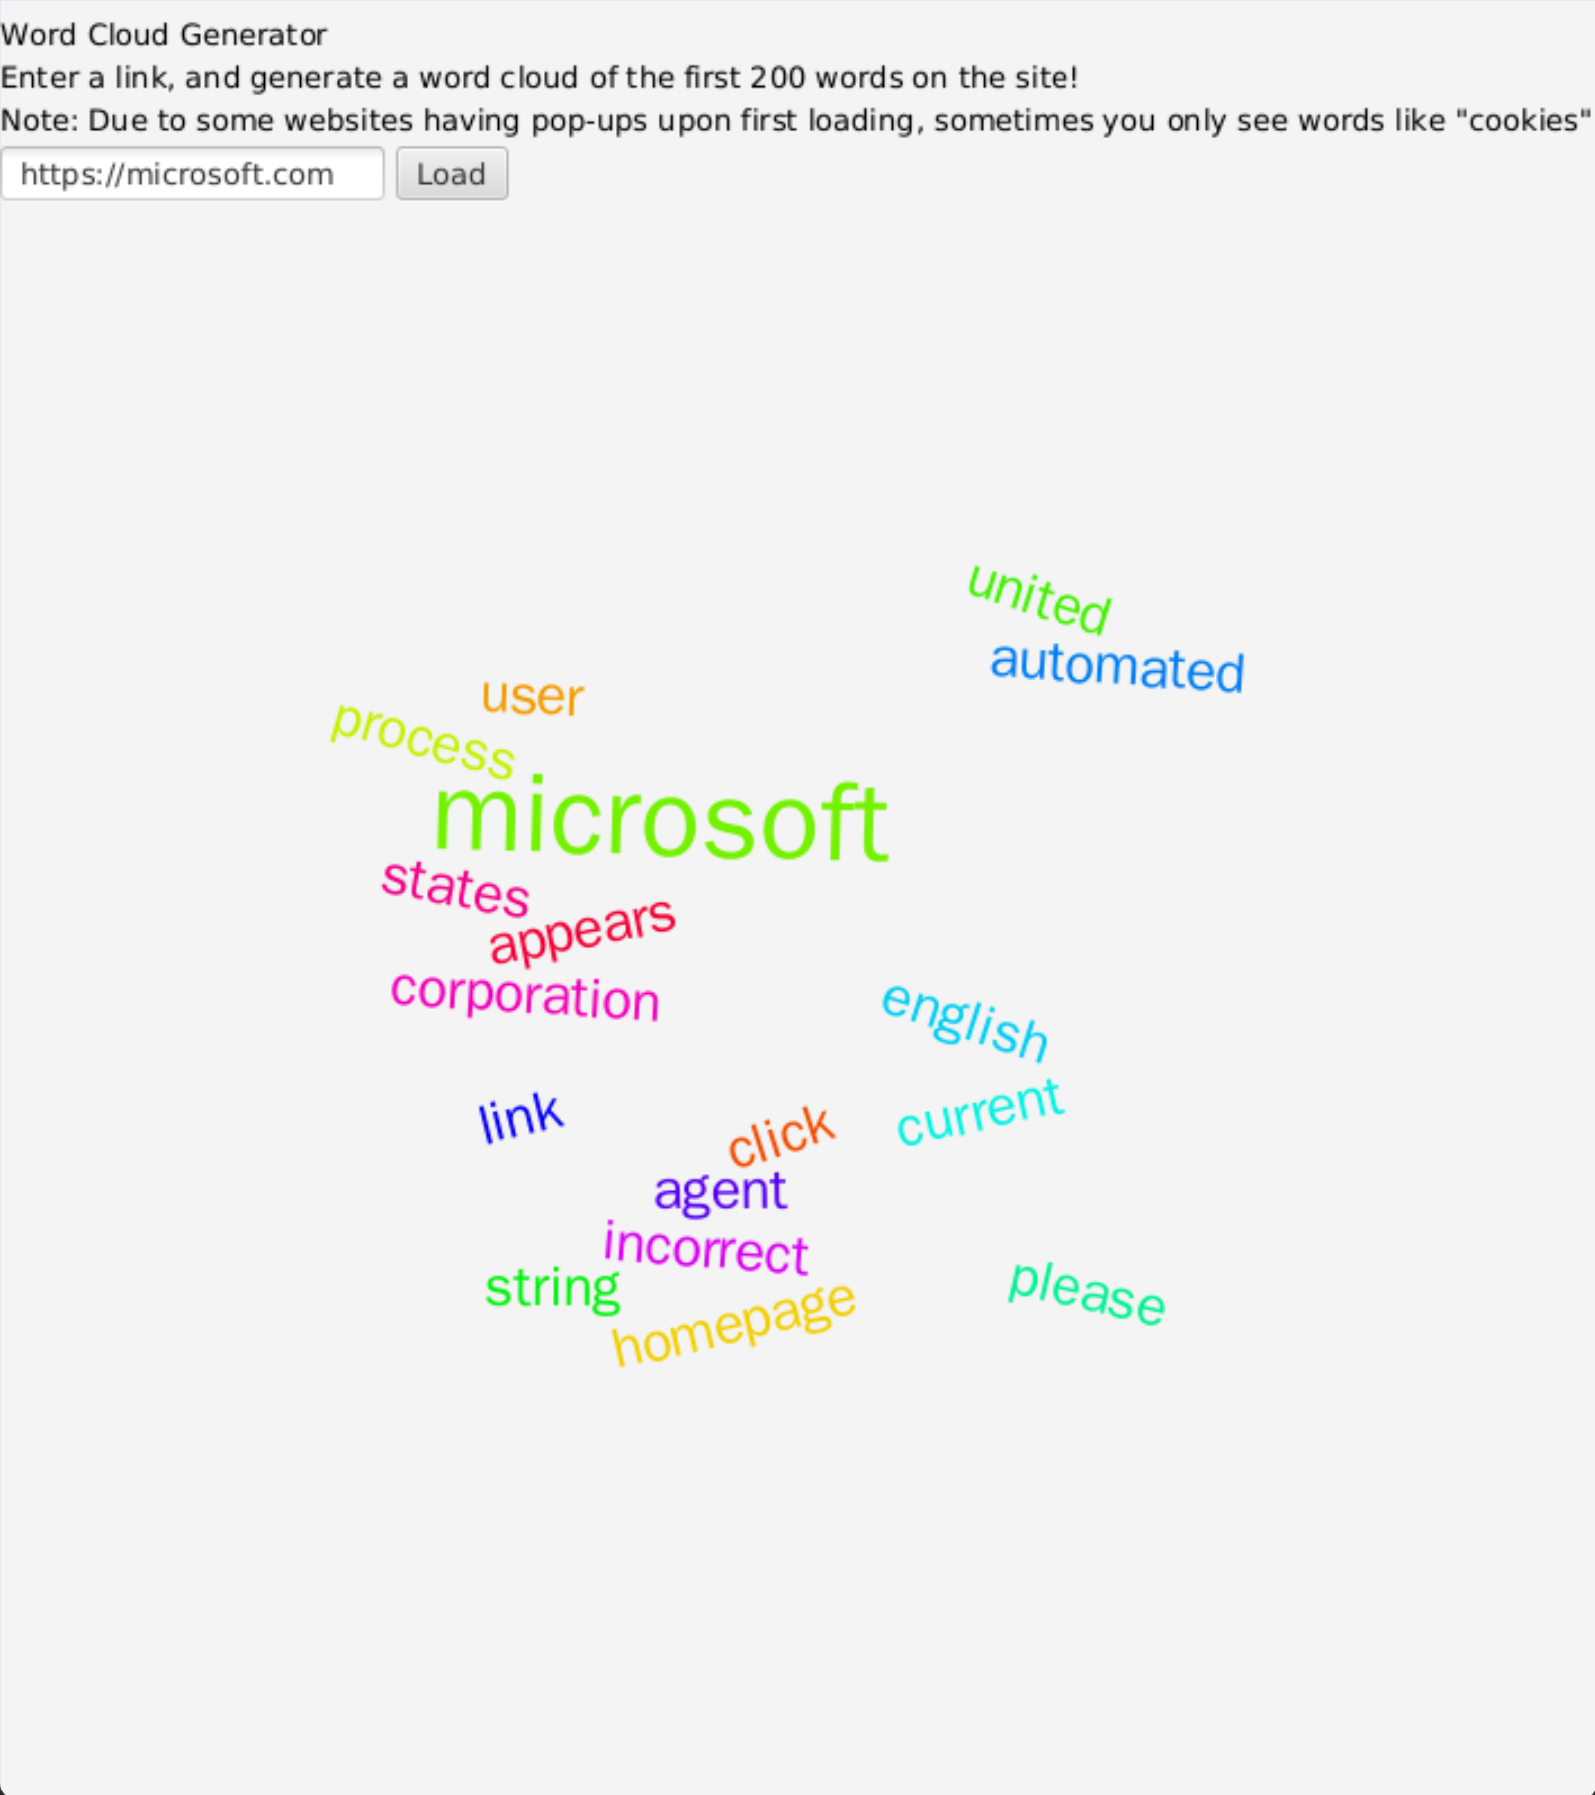 Word Cloud Generator
Enter a link, and generate a word cloud of the first 200 words on the site!
Note: Due to some websites having pop-ups upon first loading, sometimes you only see words like "cookies"
https://microsoft.com
Load
united
automated
user
process
microsoft
states
appears
corporation
english
link
click
current
agent
incorrect
string
please
homepage